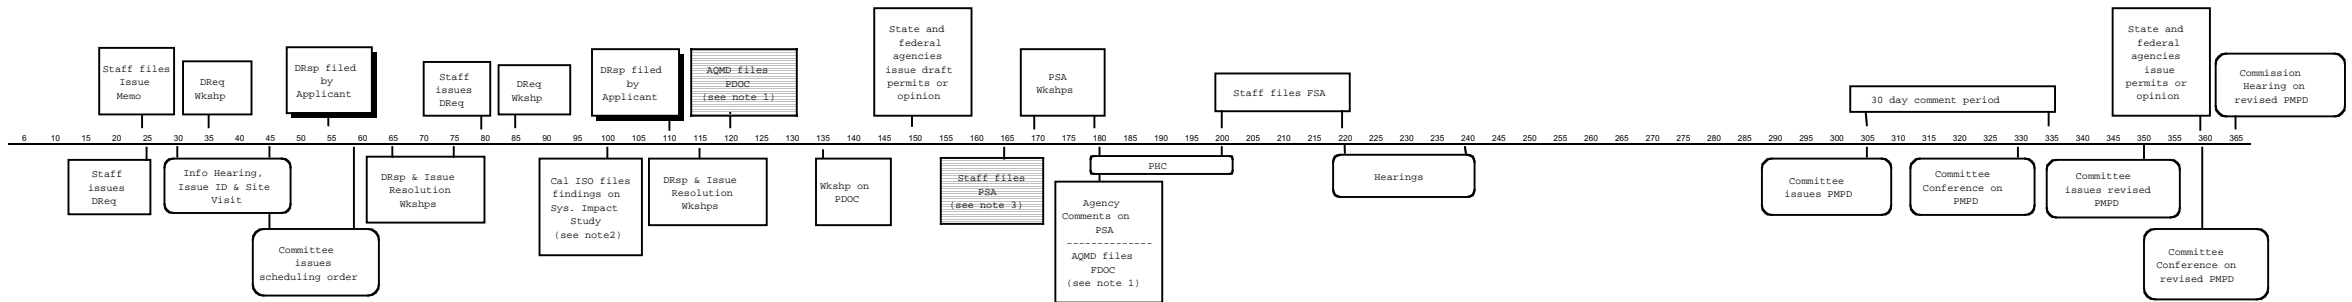 Staff files
Issue
Memo
DReq
Wkshp
DRsp filed
by
Applicant
Staff
issues
DReq
DReq
Wkshp
DRsp filed
by
Applicant
AQMD files
PDOC
(see note 1)
State and
federal
agencies
issue draft
permits or
opinion
PSA
Wkshps
Staff files FSA
30 day comment period
State and
federal
agencies
issue
permits or
opinion
Commission
Hearing on
revised PMPD
6 10 15 20 25 30 35 40 45 50 55 60 65 70 75 80 85 90 95 100 105 110 115 120 125 130 135 140 145 150 155 160 165 170 175 180 185 190 195 200 205 210 215 220 225 230 235 240 245 250 255 260 265 270 275 280 285 290 295 300 305 310 315 320 325 330 335 340 345 350 355 360 365
Staff
issues
DReq
Info Hearing,
Issue ID & Site
Visit
Committee
issues
scheduling order
DRsp & Issue
Resolution
Wkshps
Cal ISO files
findings on
Sys. Impact
Study
(see note2)
DRsp & Issue
Resolution
Wkshps
Wkshp on
PDOC
Staff files
PSA
(see note 3)
PHC
Agency
Comments on
PSA
--------------
AQMD files
FDOC
(see note 1)
Hearings
Committee
issues PMPD
Committee
Conference on
PMPD
Committee
issues revised
PMPD
Committee
Conference on
revised PMPD